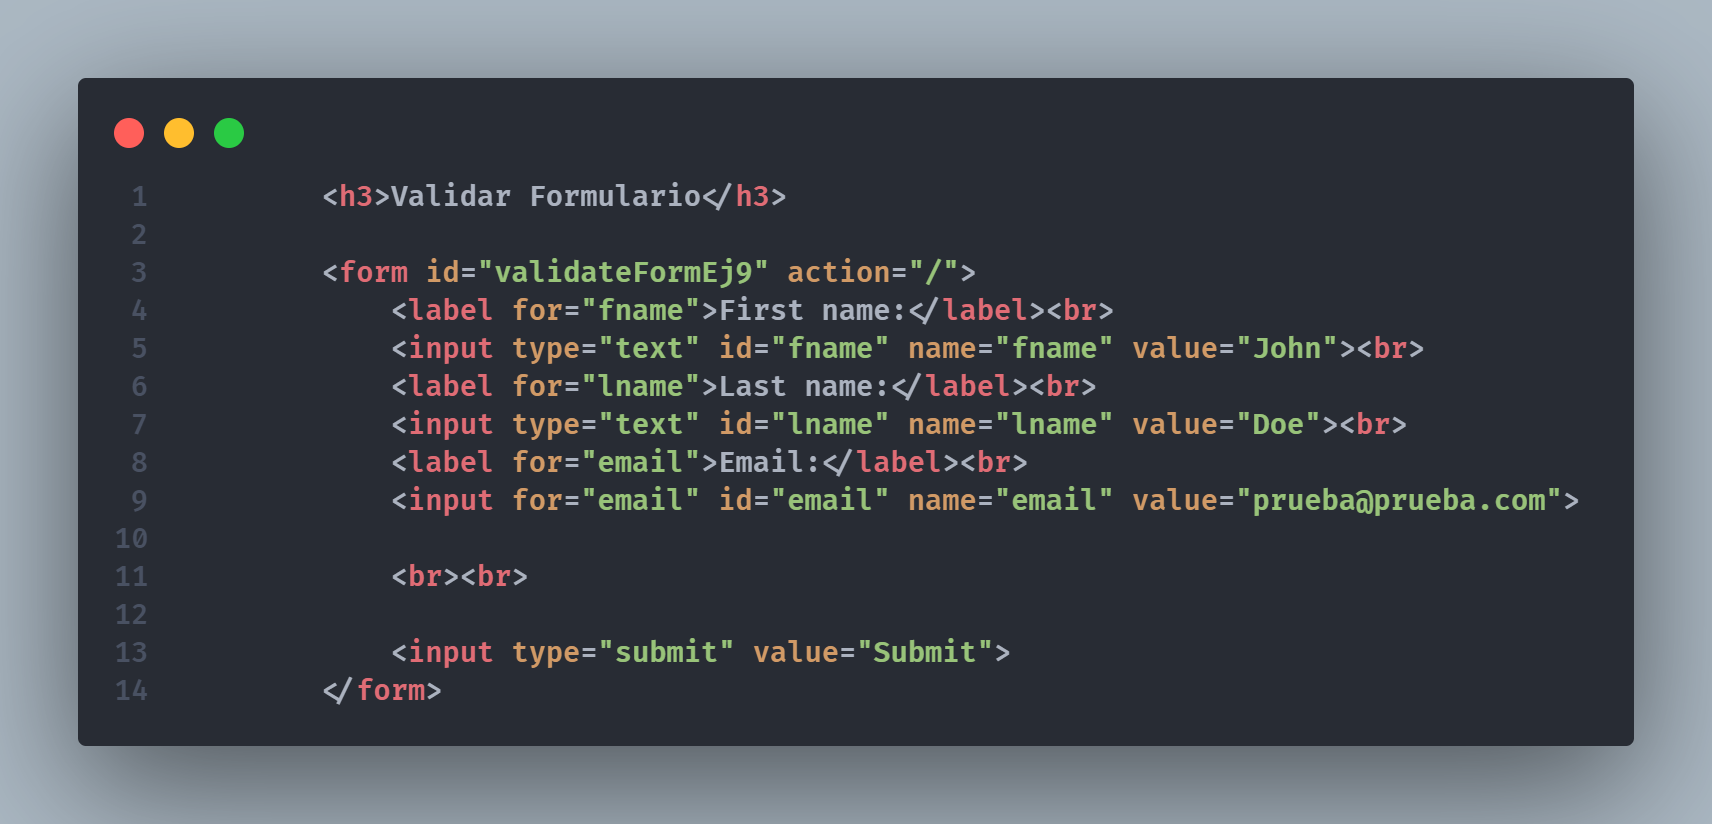 1 <h3>Validar Formulario</h3>
2
3 <form id="validateFormEj9" action="/">
4 <label for="fname">First name:</label><br>
5 <input type="text" id="fname" name="fname" value="John"><br>
6 <label for="lname">Last name:</label><br>
7 <input type="text" id="lname" name="lname" value="Doe"><br>
8 <label for="email">Email:</label><br>
9 <input for="email" id="email" name="email" value="prueba@prueba.com">
10
11 <br><br>
12
13 <input type="submit" value="Submit">
14 </form>